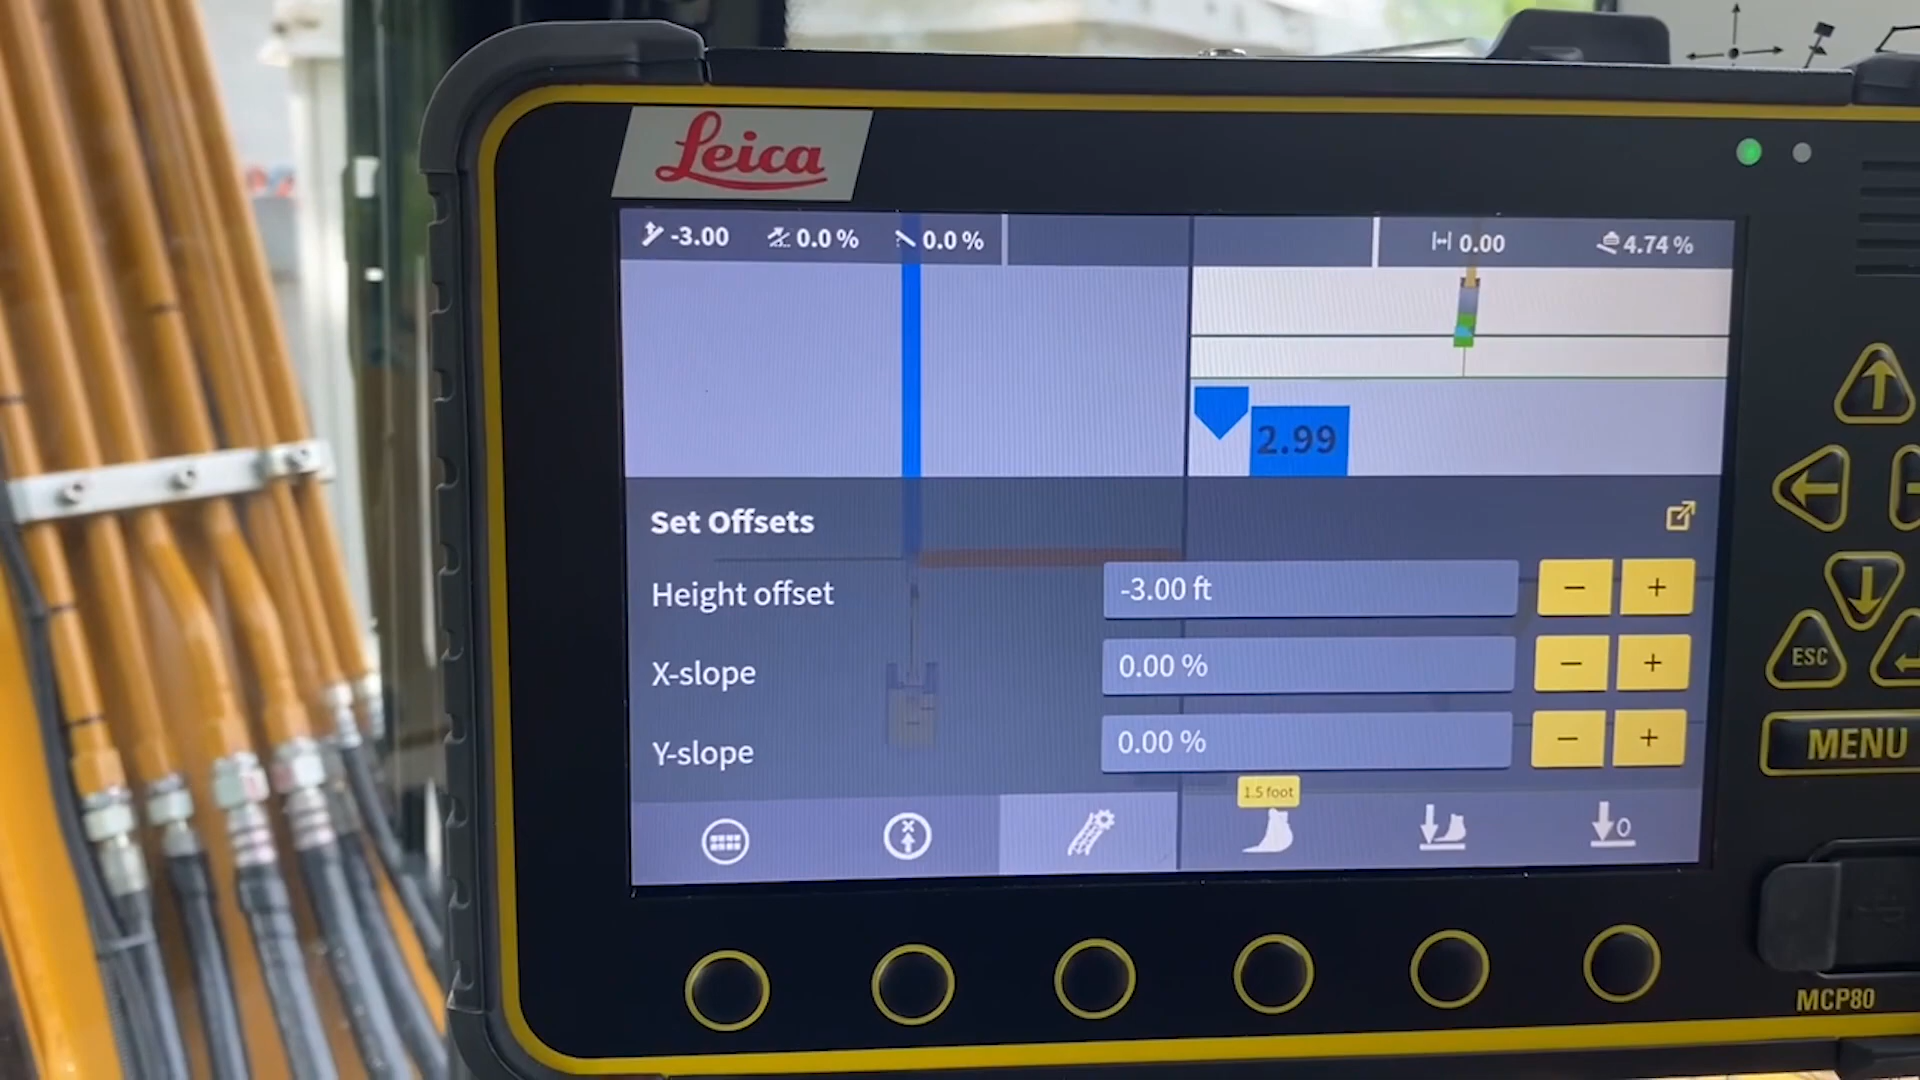 Leica
-3.00 0.0 % 0.0 % 0.00 4.74 %
2.99
Set Offsets
Height offset -3.00 ft − +
X-slope 0.00 % − +
Y-slope 0.00 % − +
1.5 foot
0
ESC
MENU
MCP80